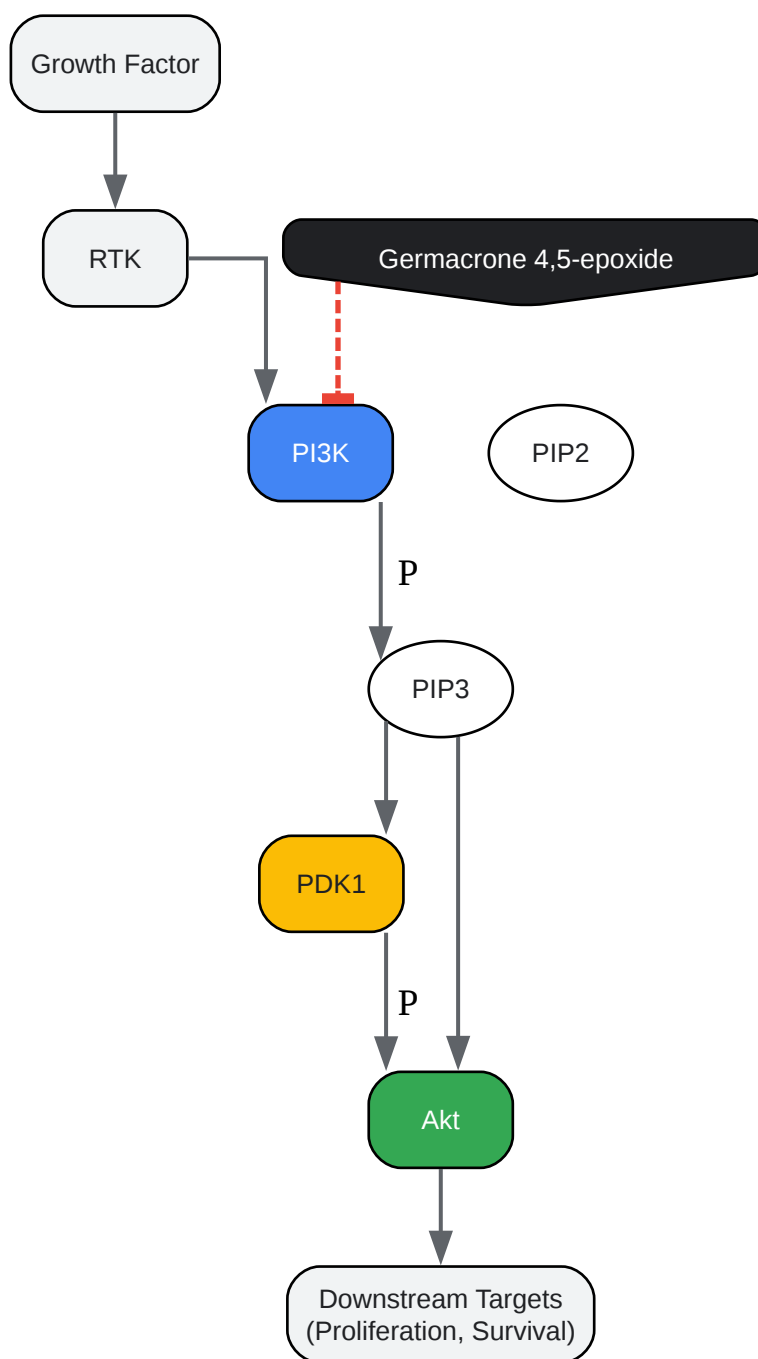 Growth Factor
RTK
Germacrone 4,5-epoxide
PI3K
PIP2
P
PIP3
PDK1
P
Akt
Downstream Targets
(Proliferation, Survival)